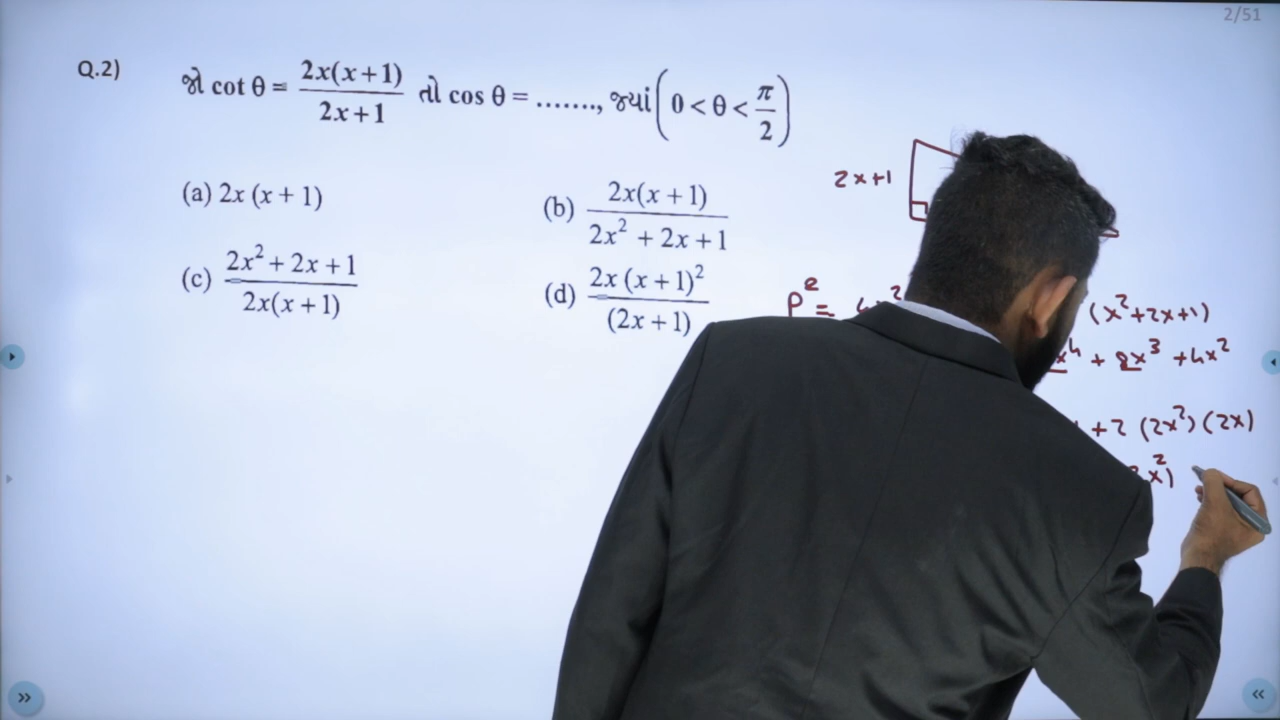 2/51
Q.2) જો cot θ = 2x(x+1)/2x+1 તો cos θ = ......., જ્યાં (0 < θ < π/2)
(a) 2x (x + 1)
(b) 2x(x + 1)/2x² + 2x + 1
(c) 2x² + 2x + 1/2x(x + 1)
(d) 2x (x + 1)²/(2x + 1)
2x+1
P² = (x²+2x+1)
+ 8x³ + 4x²
+2 (2x²) (2x)